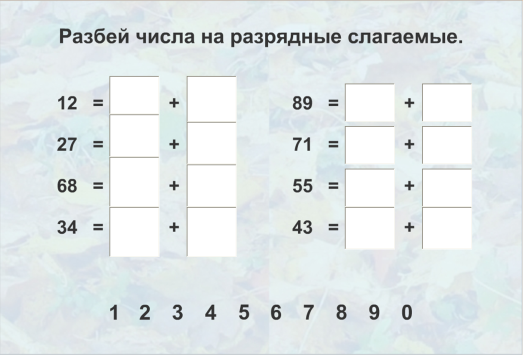 Разбей числа на разрядные слагаемые.
12 = + 89 = +
27 = + 71 = +
68 = + 55 = +
34 = + 43 = +
1 2 3 4 5 6 7 8 9 0